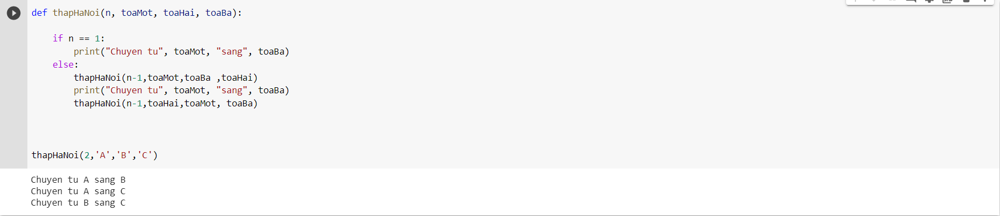 def thapHaNoi(n, toaMot, toaHai, toaBa):
if n == 1:
print("Chuyen tu", toaMot, "sang", toaBa)
else:
thapHaNoi(n-1,toaMot,toaBa ,toaHai)
print("Chuyen tu", toaMot, "sang", toaBa)
thapHaNoi(n-1,toaHai,toaMot, toaBa)
thapHaNoi(2,'A','B','C')
Chuyen tu A sang B
Chuyen tu A sang C
Chuyen tu B sang C